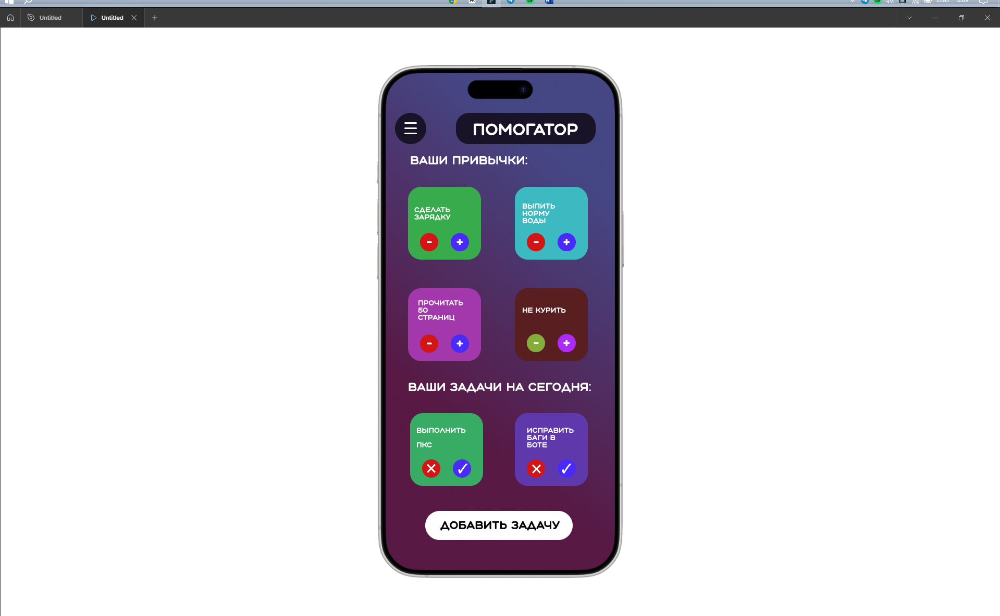 ENG
Untitled
Untitled
ПОМОГАТОР
ВАШИ ПРИВЫЧКИ:
СДЕЛАТЬ
ЗАРЯДКУ
ВЫПИТЬ
НОРМУ
ВОДЫ
ПРОЧИТАТЬ
50
СТРАНИЦ
НЕ КУРИТЬ
ВАШИ ЗАДАЧИ НА СЕГОДНЯ:
ВЫПОЛНИТЬ
ПКС
ИСПРАВИТЬ
БАГИ В
БОТЕ
ДОБАВИТЬ ЗАДАЧУ